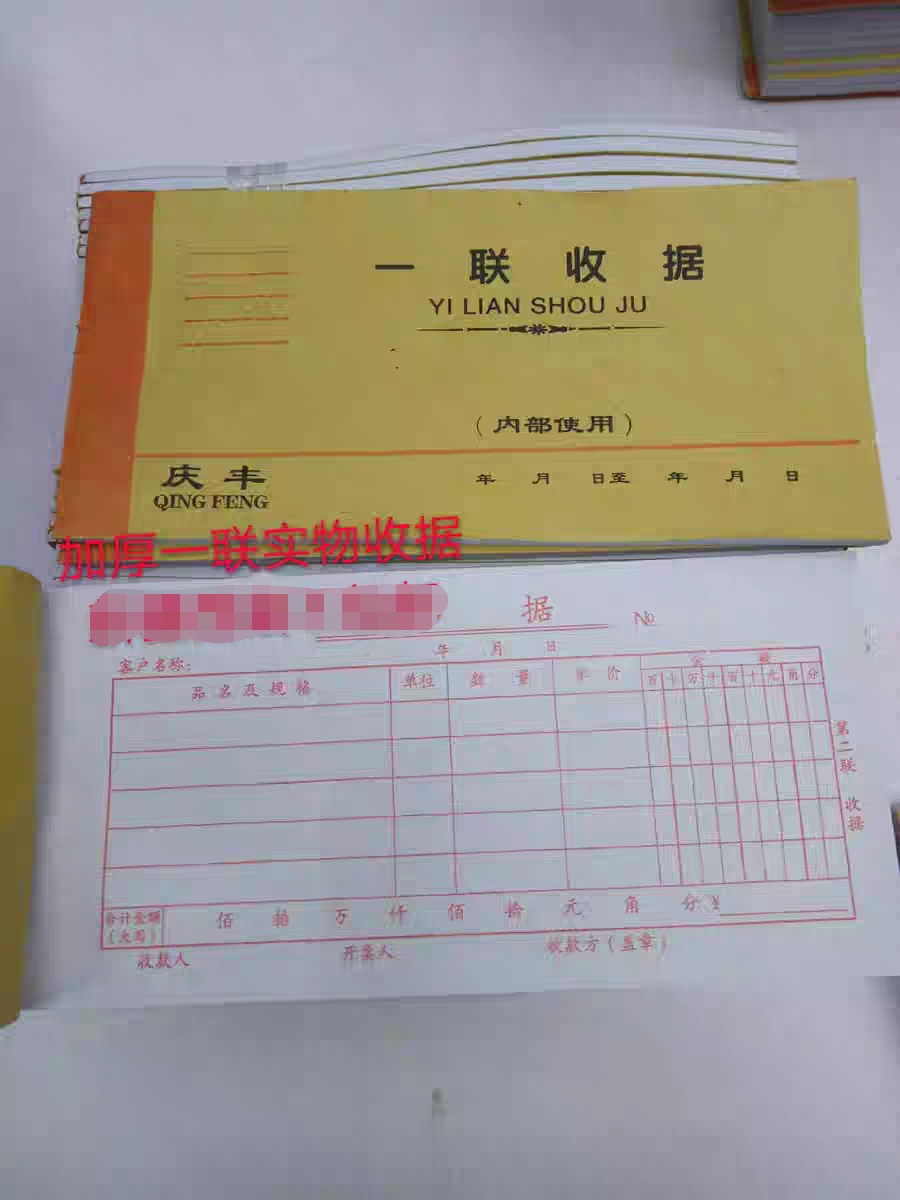 一联收据
YI LIAN SHOU JU
（内部使用）
庆丰
QING FENG
年 月 日至 年 月 日
加厚一联实物收据
据 №
年 月 日
客户名称：
品名及规格 单位 数量 单价 金额
百十万千百十元角分
第二联 收据
合计金额（大写） 佰 拾 万 仟 佰 拾 元 角 分 ¥
收款人 开票人 收款方（盖章）